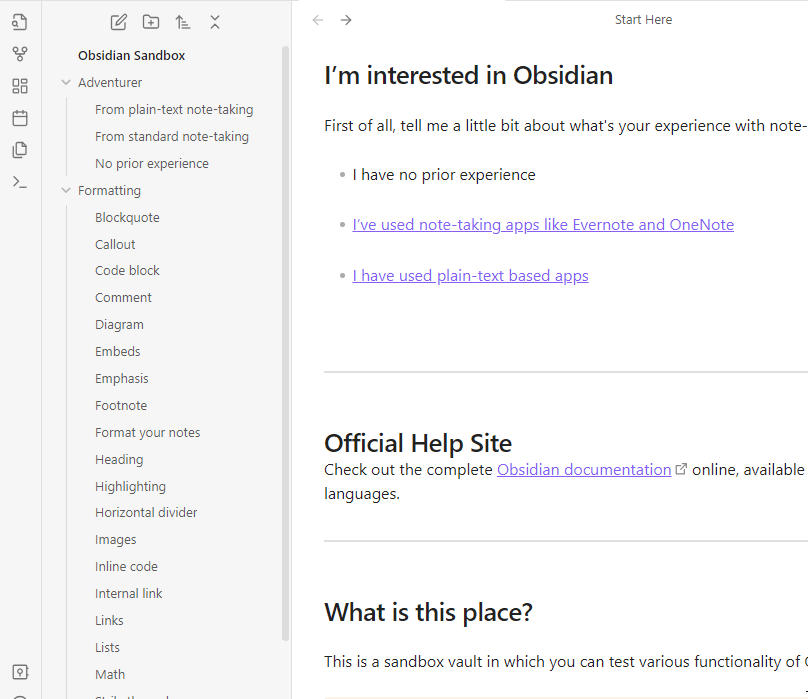 Obsidian Sandbox
Adventurer
From plain-text note-taking
From standard note-taking
No prior experience
Formatting
Blockquote
Callout
Code block
Comment
Diagram
Embeds
Emphasis
Footnote
Format your notes
Heading
Highlighting
Horizontal divider
Images
Inline code
Internal link
Links
Lists
Math
Start Here
I’m interested in Obsidian
First of all, tell me a little bit about what's your experience with note-
I have no prior experience
I’ve used note-taking apps like Evernote and OneNote
I have used plain-text based apps
Official Help Site
Check out the complete Obsidian documentation online, available
languages.
What is this place?
This is a sandbox vault in which you can test various functionality of